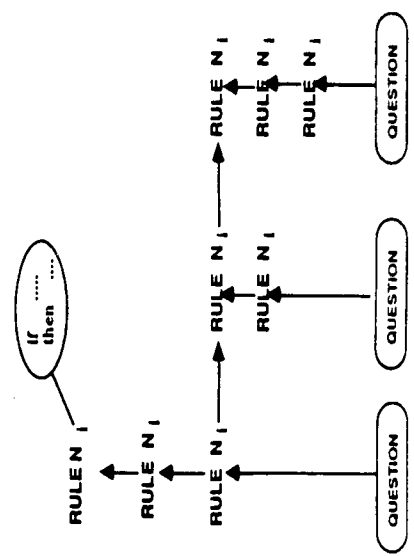 if .....
then ....
RULE N i
RULE N i
RULE N i RULE N i RULE N i
RULE N i RULE N i
RULE N i
QUESTION QUESTION QUESTION